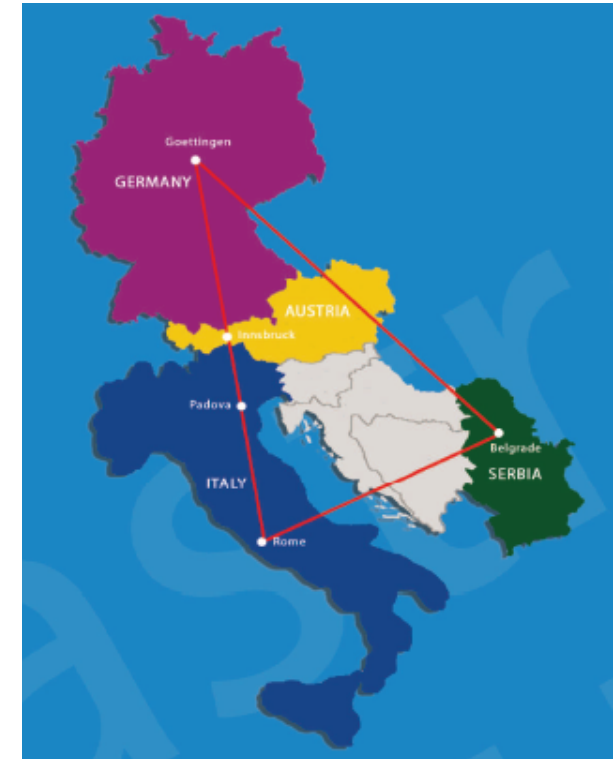 Goettingen
GERMANY
AUSTRIA
Innsbruck
Padova
Belgrade
SERBIA
ITALY
Rome